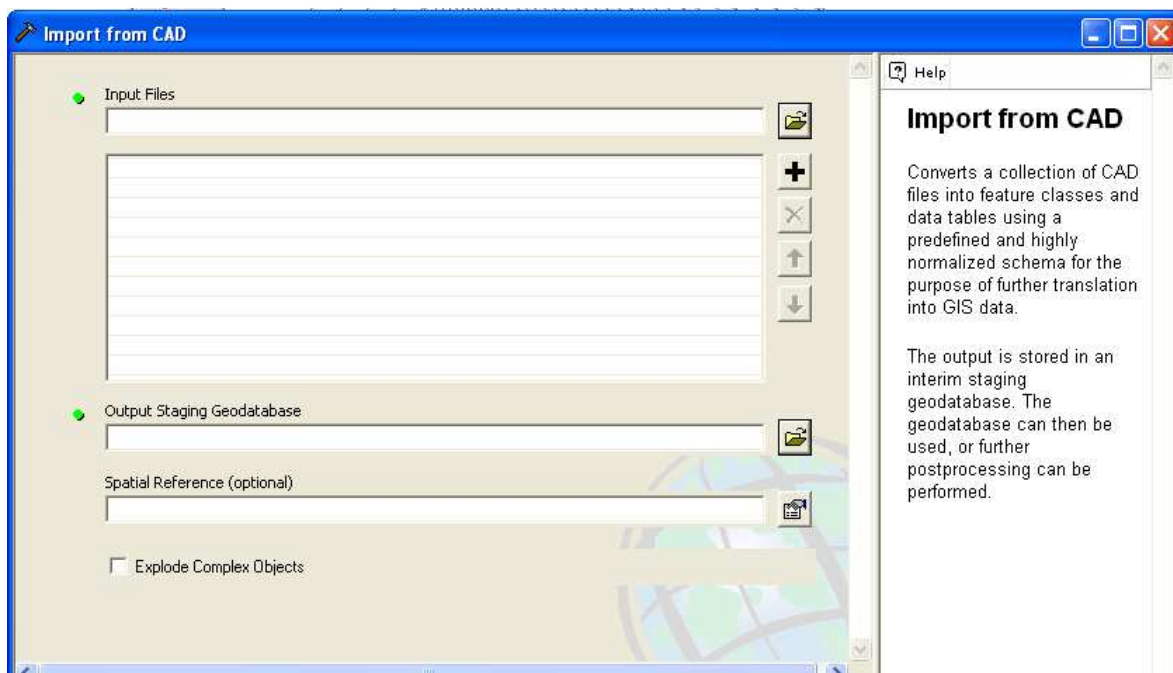 Import from CAD
Input Files
Output Staging Geodatabase
Spatial Reference (optional)
Explode Complex Objects
Help
Import from CAD
Converts a collection of CAD
files into feature classes and
data tables using a
predefined and highly
normalized schema for the
purpose of further translation
into GIS data.
The output is stored in an
interim staging
geodatabase. The
geodatabase can then be
used, or further
postprocessing can be
performed.